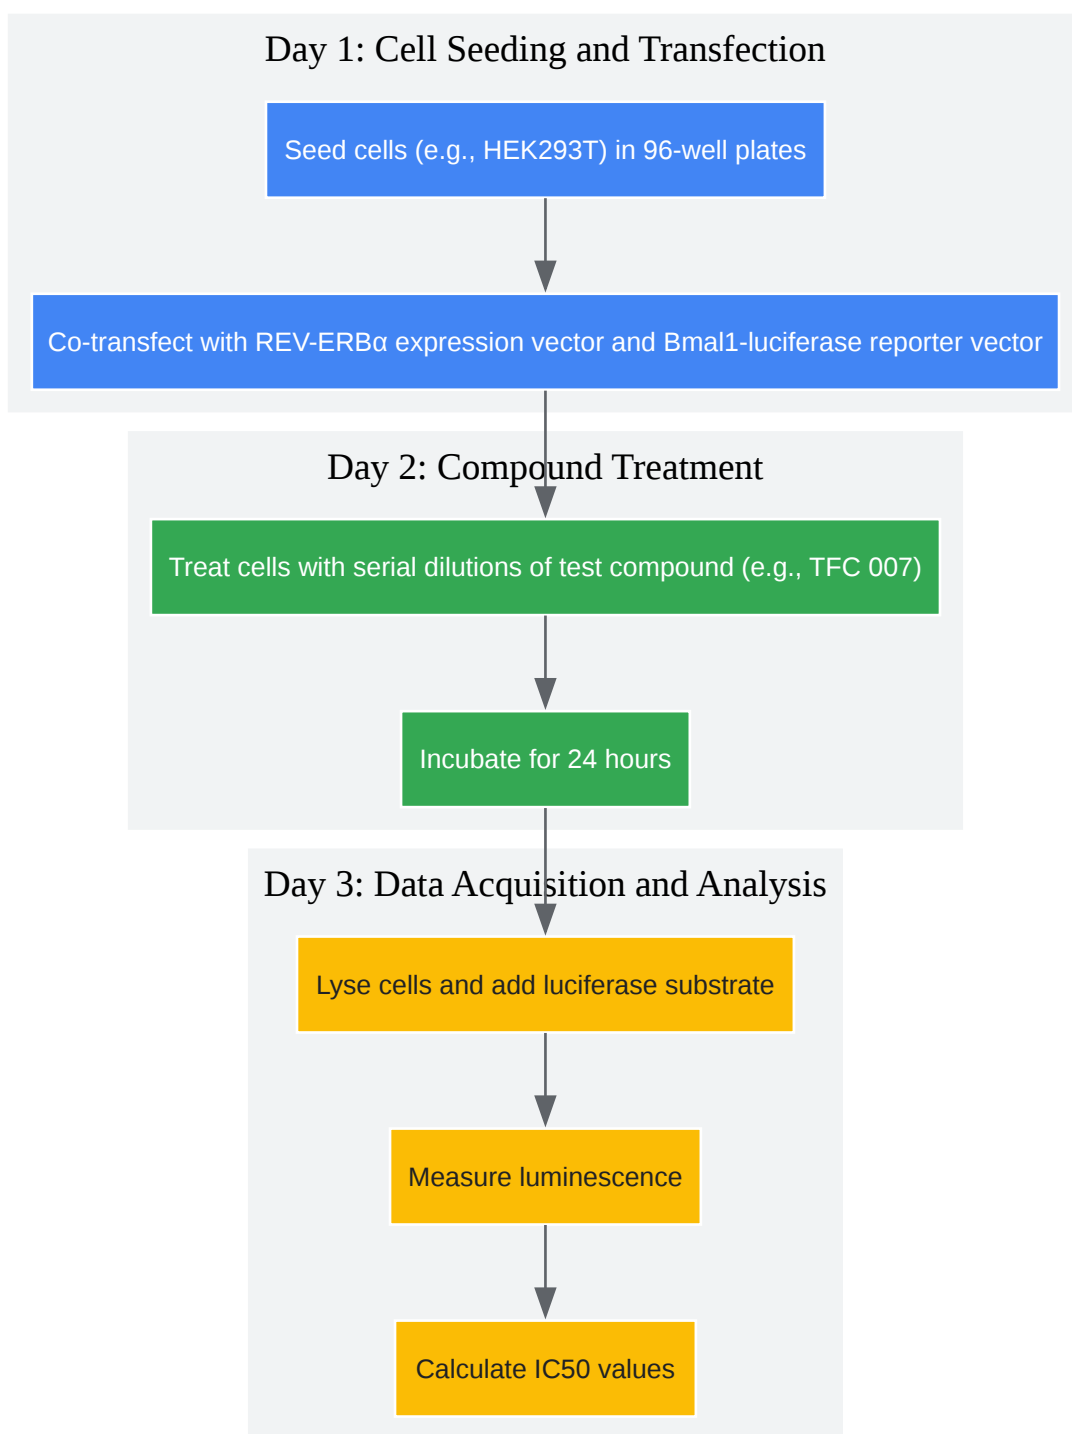 Day 1: Cell Seeding and Transfection
Seed cells (e.g., HEK293T) in 96-well plates
Co-transfect with REV-ERBα expression vector and Bmal1-luciferase reporter vector
Day 2: Compound Treatment
Treat cells with serial dilutions of test compound (e.g., TFC 007)
Incubate for 24 hours
Day 3: Data Acquisition and Analysis
Lyse cells and add luciferase substrate
Measure luminescence
Calculate IC50 values